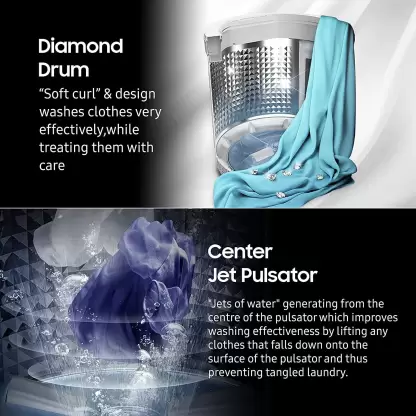 Diamond
Drum
"Soft curl" & design
washes clothes very
effectively,while
treating them with
care
Center
Jet Pulsator
"Jets of water" generating from the
centre of the pulsator which improves
washing effectiveness by lifting any
clothes that falls down onto the
surface of the pulsator and thus
preventing tangled laundry.